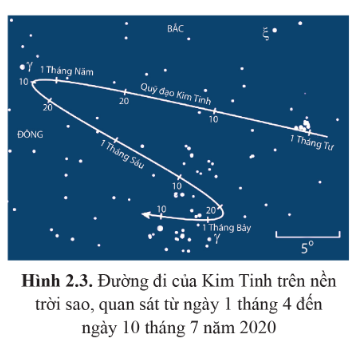 BẮC
ξ
γ
1 Tháng Năm
10
20
Quỹ đạo Kim Tinh
10
1 Tháng Tư
20
ĐÔNG
1 Tháng Sáu
10
10
20
1 Tháng Bảy
γ
5°
Hình 2.3. Đường đi của Kim Tinh trên nền
trời sao, quan sát từ ngày 1 tháng 4 đến
ngày 10 tháng 7 năm 2020